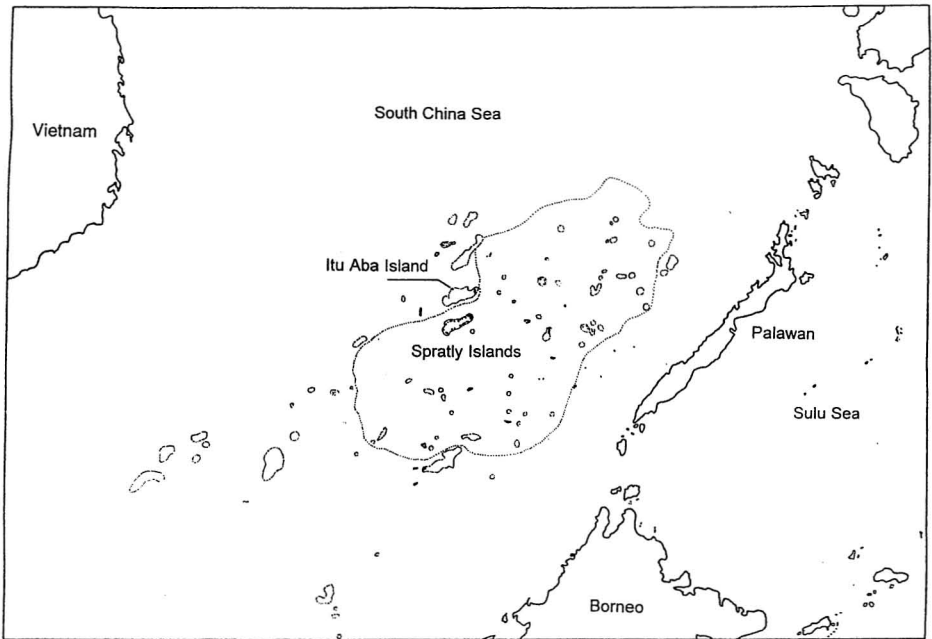 South China Sea
Vietnam
Itu Aba Island
Palawan
Spratly Islands
Sulu Sea
Borneo